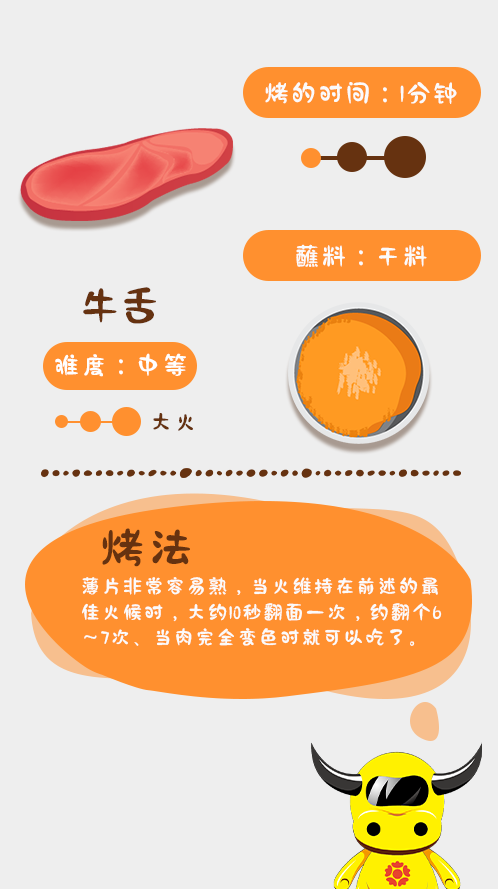 烤的时间：1分钟
蘸料：干料
牛舌
难度：中等
大火
烤法
薄片非常容易熟，当火维持在前述的最
佳火候时，大约10秒翻面一次，约翻个6
～7次、当肉完全变色时就可以吃了。